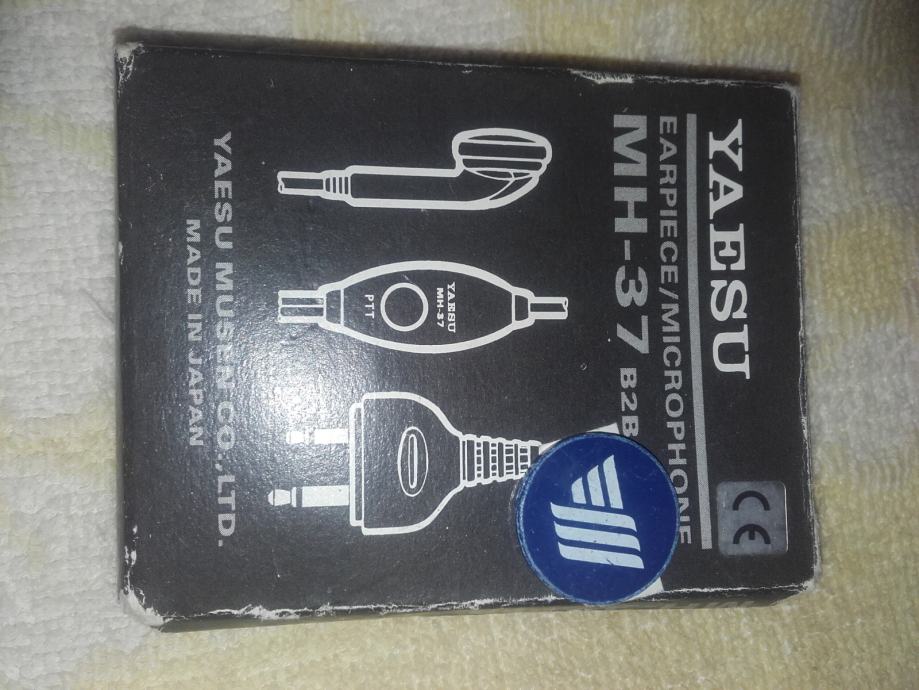 YAESU
EARPIECE/MICROPHONE
MH-37 B2B
CE
YAESU
MH-37
PTT
YAESU MUSEN CO.,LTD.
MADE IN JAPAN